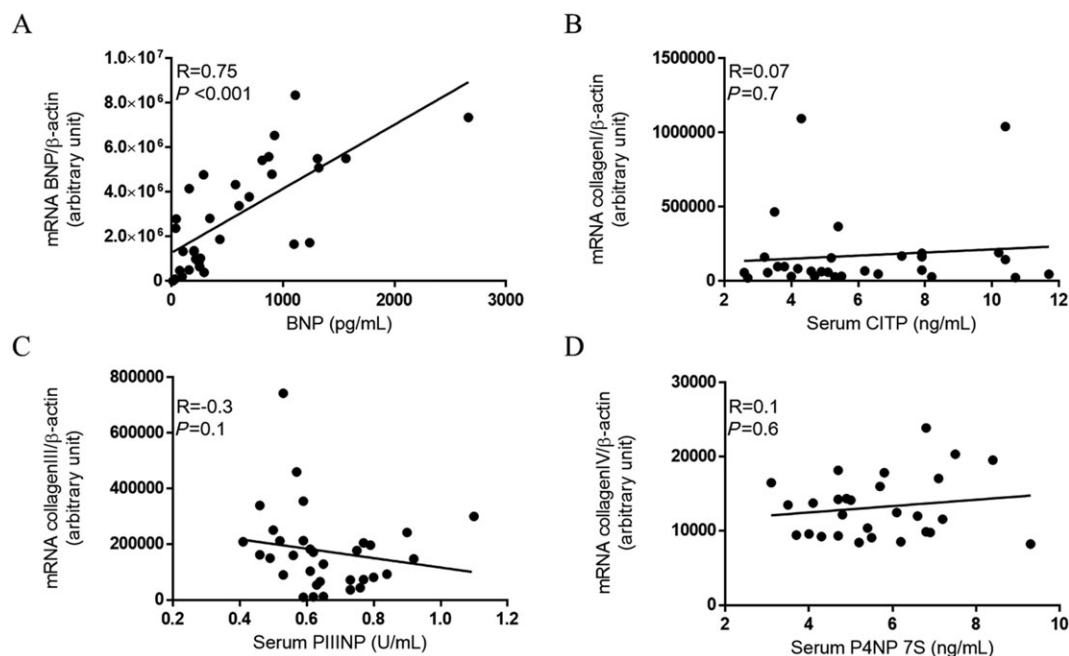 A
mRNA BNP/β-actin
(arbitrary unit)
1.0×10⁷
8.0×10⁶
6.0×10⁶
4.0×10⁶
2.0×10⁶
0
R=0.75
P <0.001
0 1000 2000 3000
BNP (pg/mL)
B
mRNA collagenI/β-actin
(arbitrary unit)
1500000
1000000
500000
0
R=0.07
P=0.7
2 4 6 8 10 12
Serum CITP (ng/mL)
C
mRNA collagenIII/β-actin
(arbitrary unit)
800000
600000
400000
200000
0
R=-0.3
P=0.1
0.2 0.4 0.6 0.8 1.0 1.2
Serum PIIINP (U/mL)
D
mRNA collagenIV/β-actin
(arbitrary unit)
30000
20000
10000
0
R=0.1
P=0.6
2 4 6 8 10
Serum P4NP 7S (ng/mL)